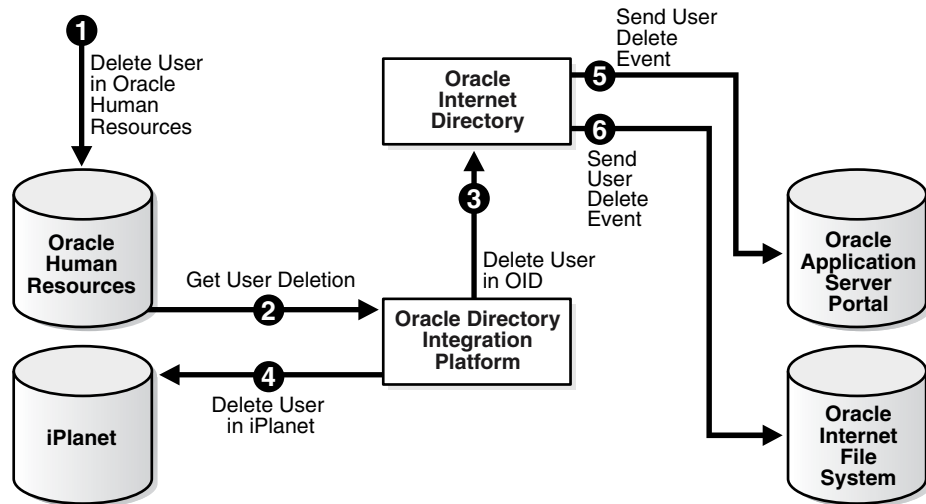 1
Delete User
in Oracle
Human
Resources
Oracle
Human
Resources
Get User Deletion
2
Oracle Directory
Integration
Platform
3
Delete User
in OID
Oracle
Internet
Directory
4
Delete User
in iPlanet
iPlanet
Send User
Delete
Event
5
6
Send
User
Delete
Event
Oracle
Application
Server
Portal
Oracle
Internet
File
System